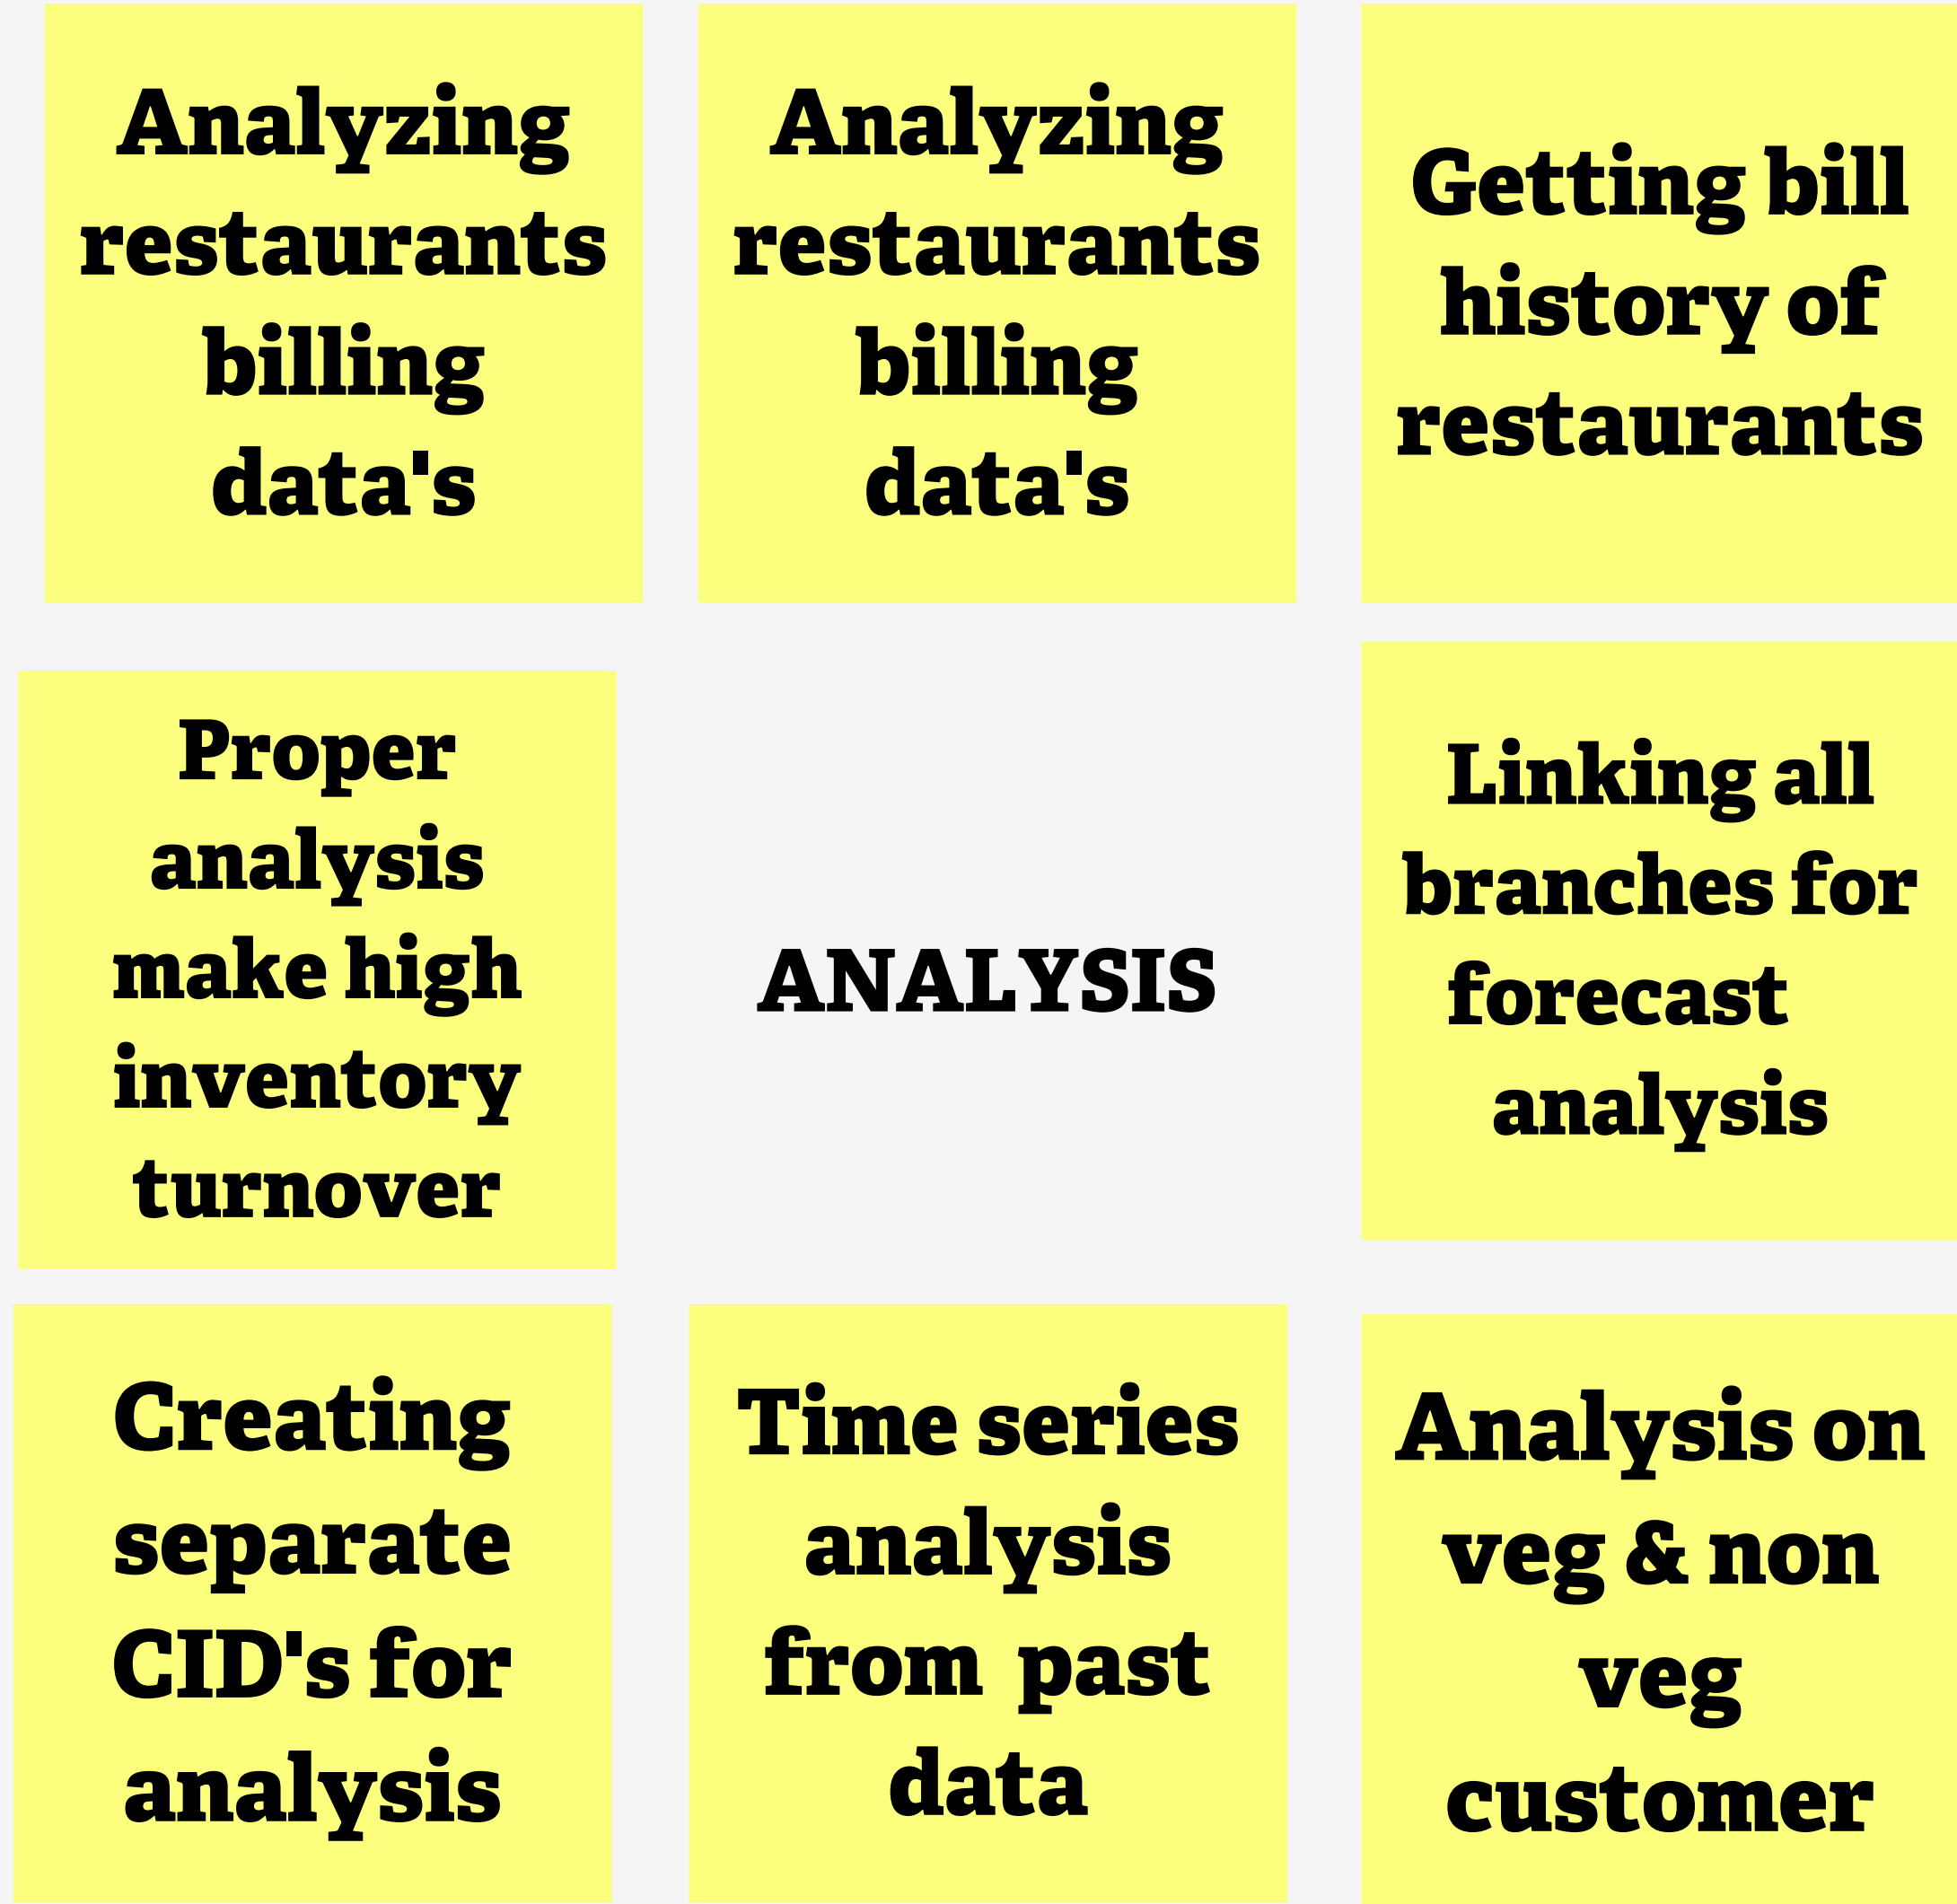 Analyzing
restaurants
billing
data's
Analyzing
restaurants
billing
data's
Getting bill
history of
restaurants
Proper
analysis
make high
inventory
turnover
ANALYSIS
Linking all
branches for
forecast
analysis
Creating
separate
CID's for
analysis
Time series
analysis
from past
data
Analysis on
veg & non
veg
customer